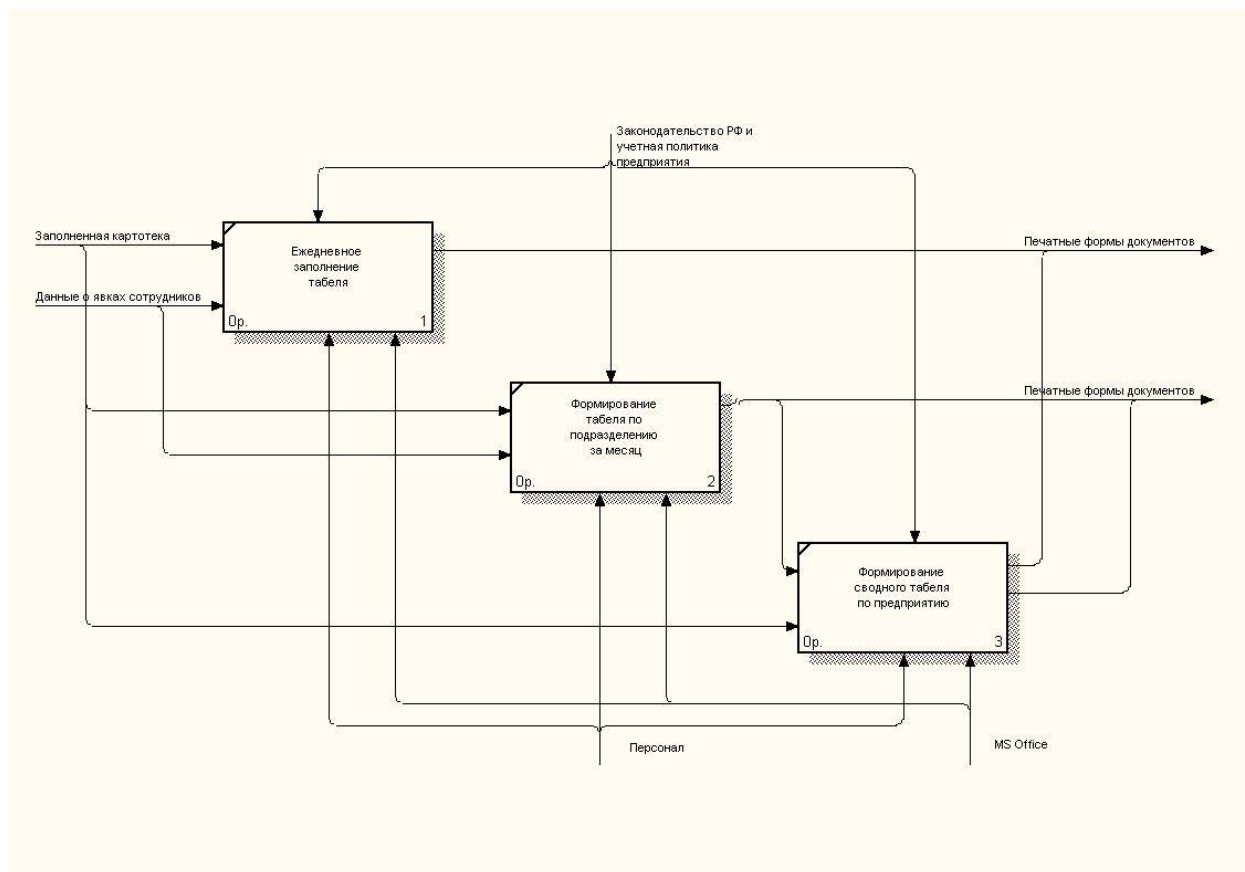 Законодательство РФ и
учетная политика
предприятия
Заполненная картотека
Данные о явках сотрудников
Ежедневное
заполнение
табеля
0р.
1
Печатные формы документов
Формирование
табеля по
подразделению
за месяц
0р.
2
Печатные формы документов
Формирование
сводного табеля
по предприятию
0р.
3
Персонал
MS Office